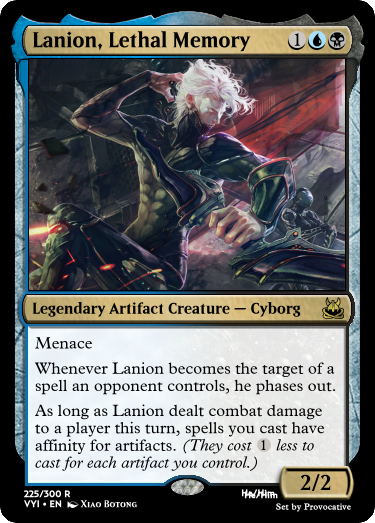 Lanion, Lethal Memory 1
Legendary Artifact Creature — Cyborg
Menace
Whenever Lanion becomes the target of a
spell an opponent controls, he phases out.
As long as Lanion dealt combat damage
to a player this turn, spells you cast have
affinity for artifacts. (They cost 1 less to
cast for each artifact you control.)
2/2
225/300 R
VYI • EN Xiao Botong
He/Him
Set by Provocative